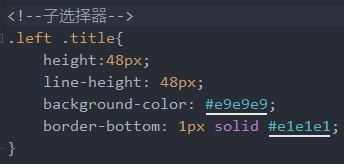 <!--子选择器-->
.left .title{
height:48px;
line-height: 48px;
background-color: #e9e9e9;
border-bottom: 1px solid #e1e1e1;
}